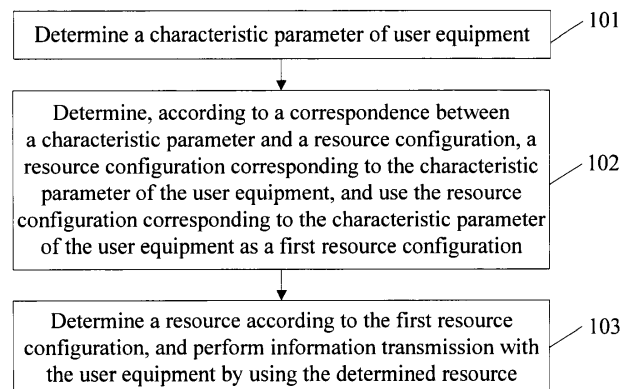 Determine a characteristic parameter of user equipment
101
Determine, according to a correspondence between
a characteristic parameter and a resource configuration, a
resource configuration corresponding to the characteristic
parameter of the user equipment, and use the resource
configuration corresponding to the characteristic parameter
of the user equipment as a first resource configuration
102
Determine a resource according to the first resource
configuration, and perform information transmission with
the user equipment by using the determined resource
103